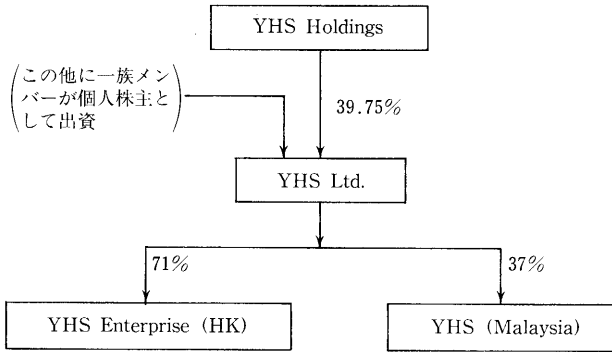 YHS Holdings
この他に一族メン
バーが個人株主と
して出資
39.75%
YHS Ltd.
71%
37%
YHS Enterprise (HK)
YHS (Malaysia)